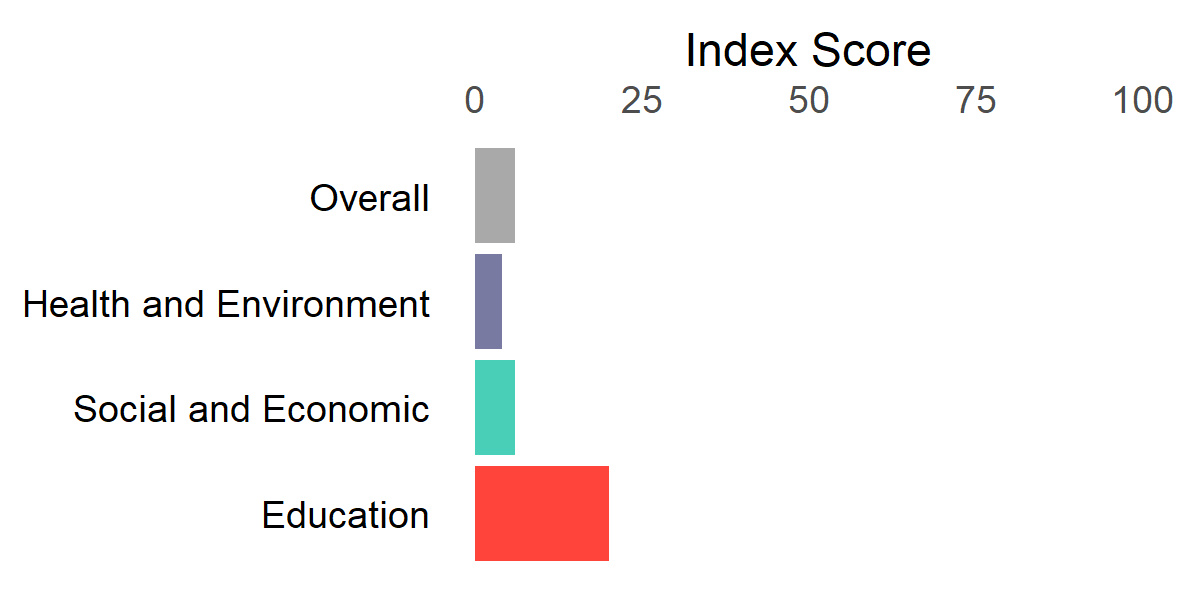 Index Score
0 25 50 75 100
Overall
Health and Environment
Social and Economic
Education